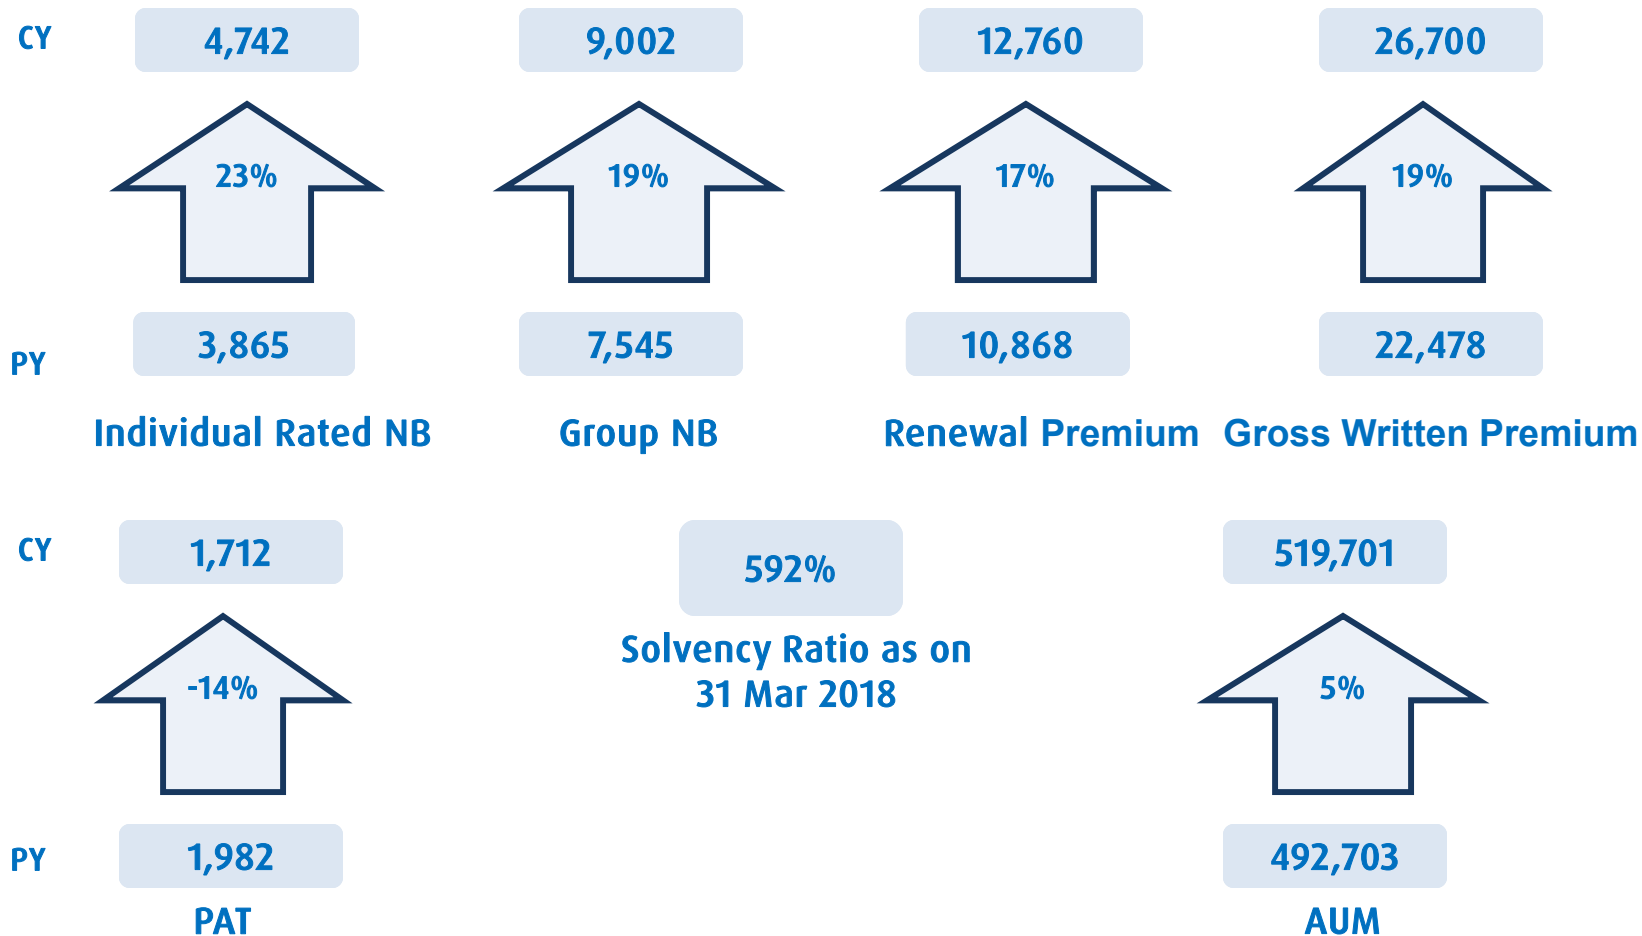 CY 4,742 9,002 12,760 26,700
23% 19% 17% 19%
PY 3,865 7,545 10,868 22,478
Individual Rated NB Group NB Renewal Premium Gross Written Premium
CY 1,712 592% 519,701
Solvency Ratio as on
31 Mar 2018
-14% 5%
PY 1,982 492,703
PAT AUM